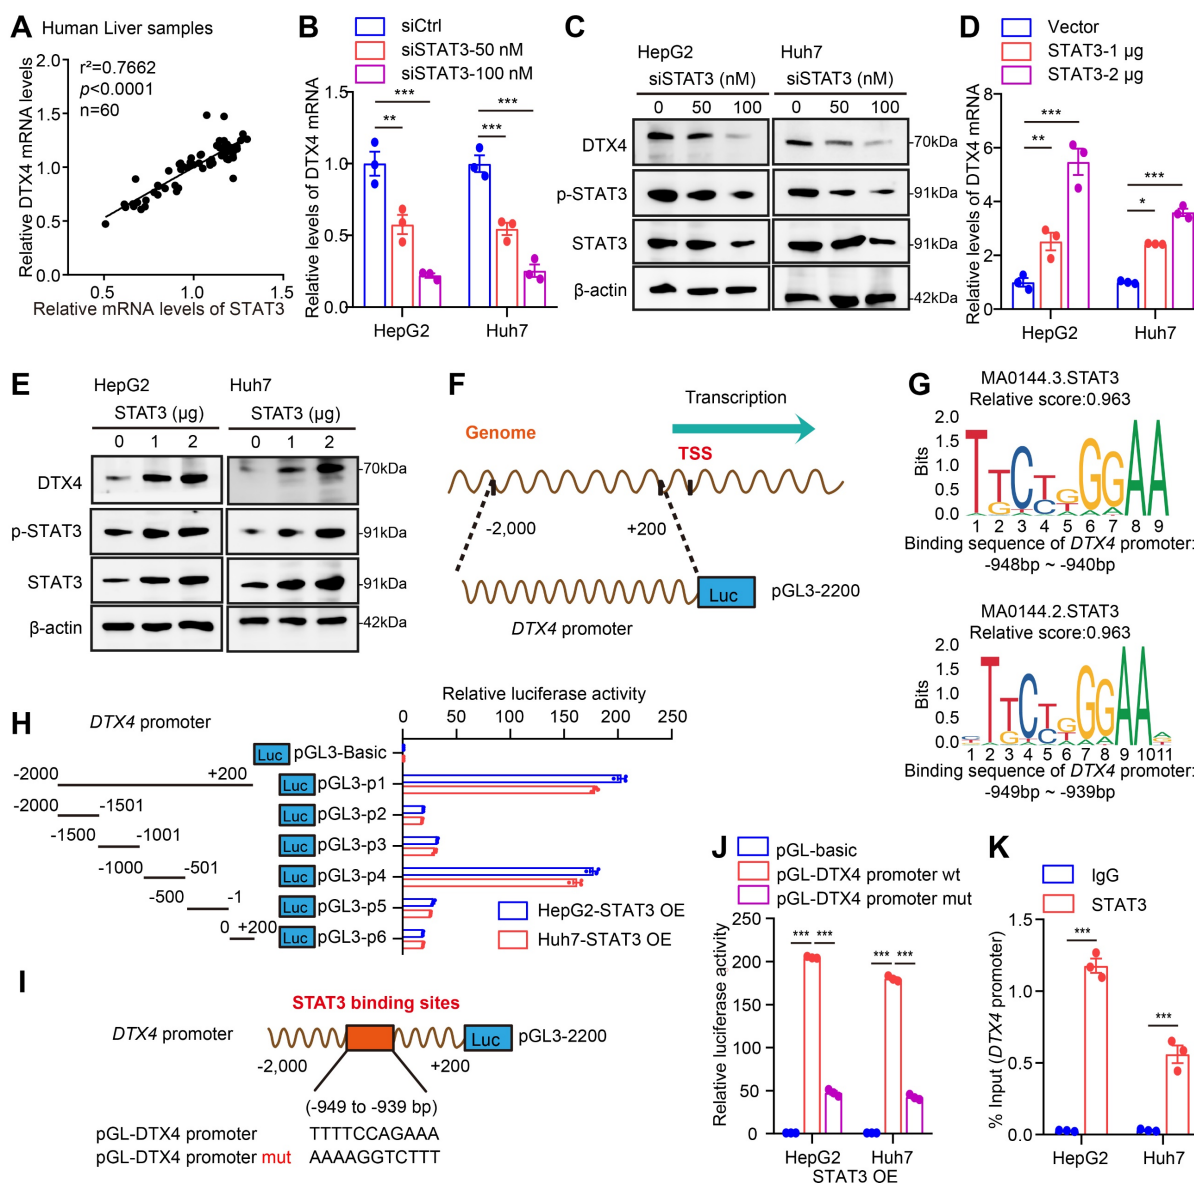 A Human Liver samples
r²=0.7662
p<0.0001
n=60
Relative DTX4 mRNA levels
2.0
1.5
1.0
0.5
0.0
0.5 1.0 1.5
Relative mRNA levels of STAT3
B
siCtrl
siSTAT3-50 nM
siSTAT3-100 nM
Relative levels of DTX4 mRNA
1.5
1.0
0.5
0.0
*** ** *** ***
HepG2 Huh7
C
HepG2 Huh7
siSTAT3 (nM) siSTAT3 (nM)
0 50 100 0 50 100
DTX4 -70kDa
p-STAT3 -91kDa
STAT3 -91kDa
β-actin -42kDa
D
Vector
STAT3-1 µg
STAT3-2 µg
Relative levels of DTX4 mRNA
8
6
4
2
0
*** ** *** *
HepG2 Huh7
E
HepG2 Huh7
STAT3 (µg) STAT3 (µg)
0 1 2 0 1 2
DTX4 -70kDa
p-STAT3 -91kDa
STAT3 -91kDa
β-actin -42kDa
F
Transcription
Genome
TSS
-2,000 +200
Luc pGL3-2200
DTX4 promoter
G
MA0144.3.STAT3
Relative score:0.963
Bits
2.0
1.5
1.0
0.5
0.0
1 2 3 4 5 6 7 8 9
Binding sequence of DTX4 promoter:
-948bp ~ -940bp
MA0144.2.STAT3
Relative score:0.963
Bits
2.0
1.5
1.0
0.5
0.0
1 2 3 4 5 6 7 8 9 10 11
Binding sequence of DTX4 promoter:
-949bp ~ -939bp
H
Relative luciferase activity
DTX4 promoter
0 50 100 150 200 250
Luc pGL3-Basic
-2000 +200 Luc pGL3-p1
-2000 -1501 Luc pGL3-p2
-1500 -1001 Luc pGL3-p3
-1000 -501 Luc pGL3-p4
-500 -1 Luc pGL3-p5
0 +200 Luc pGL3-p6
HepG2-STAT3 OE
Huh7-STAT3 OE
I
STAT3 binding sites
DTX4 promoter Luc pGL3-2200
-2,000 +200
(-949 to -939 bp)
pGL-DTX4 promoter TTTTCCAGAAA
pGL-DTX4 promoter mut AAAAGGTCTTT
J
pGL-basic
pGL-DTX4 promoter wt
pGL-DTX4 promoter mut
Relative luciferase activity
250
200
150
100
50
0
*** *** *** ***
HepG2 Huh7
STAT3 OE
K
IgG
STAT3
% Input (DTX4 promoter)
1.5
1.0
0.5
0.0
*** ***
HepG2 Huh7